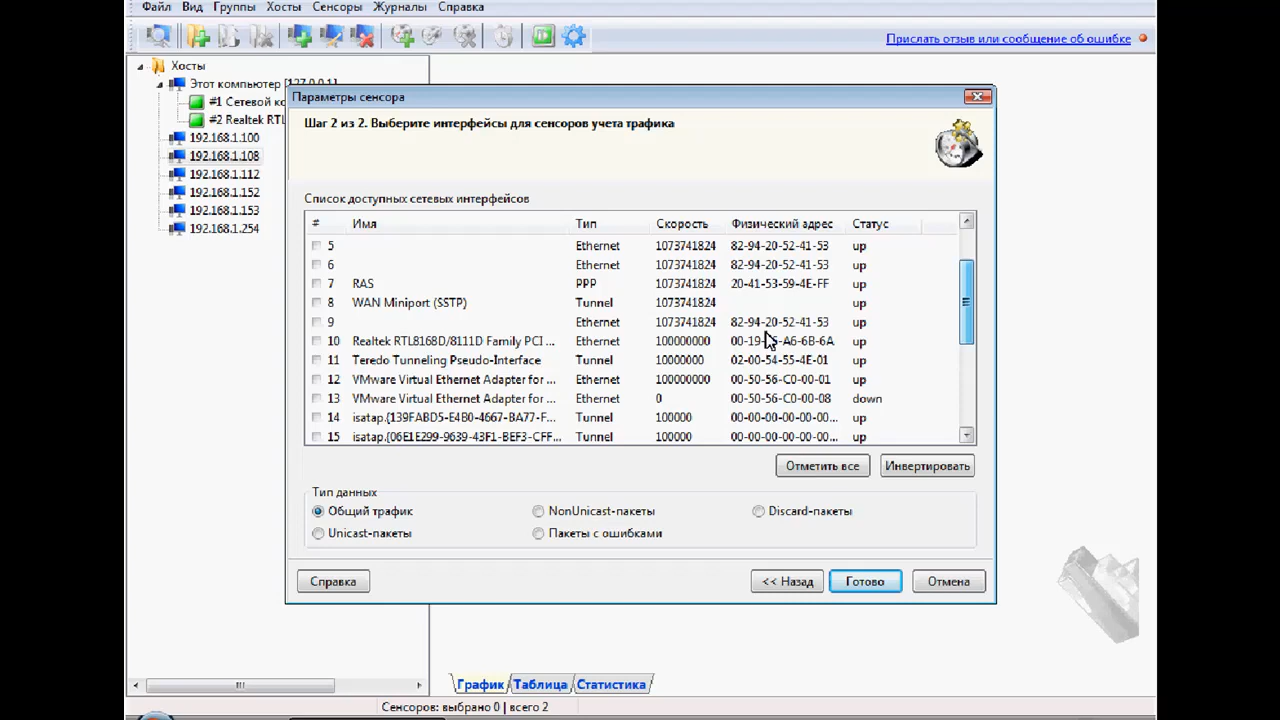 Файл Вид Группы Хосты Сенсоры Журналы Справка
Прислать отзыв или сообщение об ошибке
Хосты
Этот компьютер [127.0.0.1]
#1 Сетевой ко
#2 Realtek RTL
192.168.1.100
192.168.1.108
192.168.1.112
192.168.1.152
192.168.1.153
192.168.1.254
Параметры сенсора
Шаг 2 из 2. Выберите интерфейсы для сенсоров учета трафика
Список доступных сетевых интерфейсов
# Имя Тип Скорость Физический адрес Статус
5 Ethernet 1073741824 82-94-20-52-41-53 up
6 Ethernet 1073741824 82-94-20-52-41-53 up
7 RAS PPP 1073741824 20-41-53-59-4E-FF up
8 WAN Miniport (SSTP) Tunnel 1073741824 up
9 Ethernet 1073741824 82-94-20-52-41-53 up
10 Realtek RTL8168D/8111D Family PCI ... Ethernet 100000000 up
11 Teredo Tunneling Pseudo-Interface Tunnel 100000 02-00-54-55-4E-01 up
12 VMware Virtual Ethernet Adapter for ... Ethernet 100000000 00-50-56-C0-00-01 up
13 VMware Virtual Ethernet Adapter for ... Ethernet 0 00-50-56-C0-00-08 down
14 isatap.{139FABD5-E4B0-4667-BA77-F... Tunnel 100000 00-00-00-00-00-00... up
15 isatap.{06E1E299-9639-43F1-BEF3-CFF... Tunnel 100000 00-00-00-00-00-00... up
Отметить все Инвертировать
Тип данных
Общий трафик NonUnicast-пакеты Discard-пакеты
Unicast-пакеты Пакеты с ошибками
Справка << Назад Готово Отмена
График Таблица Статистика
Сенсоров: выбрано 0 | всего 2